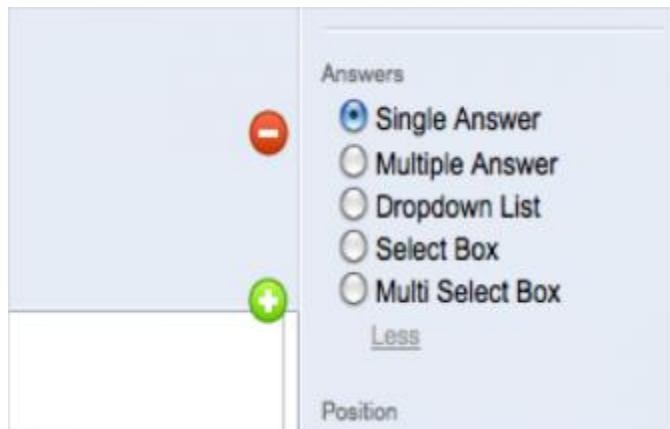 Answers
Single Answer
Multiple Answer
Dropdown List
Select Box
Multi Select Box
Less
Position